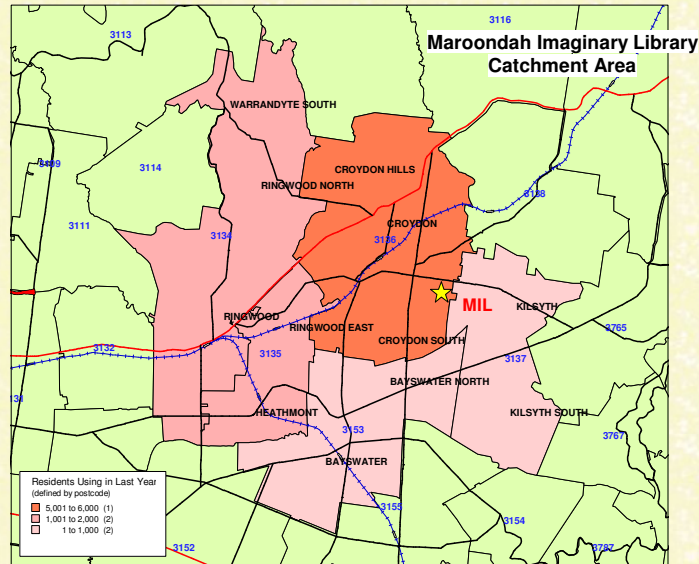 3116
3113
Maroondah Imaginary Library
Catchment Area
WARRANDYTE SOUTH
3109
3114
CROYDON HILLS
RINGWOOD NORTH
3138
3111
CROYDON
3134
3136
MIL
KILSYTH
RINGWOOD
RINGWOOD EAST
3765
CROYDON SOUTH
3132
3135
3137
BAYSWATER NORTH
HEATHMONT
KILSYTH SOUTH
3153
3767
BAYSWATER
Residents Using in Last Year
(defined by postcode)
5,001 to 6,000 (1)
1,001 to 2,000 (2)
1 to 1,000 (2)
3155
3154
3152
3787